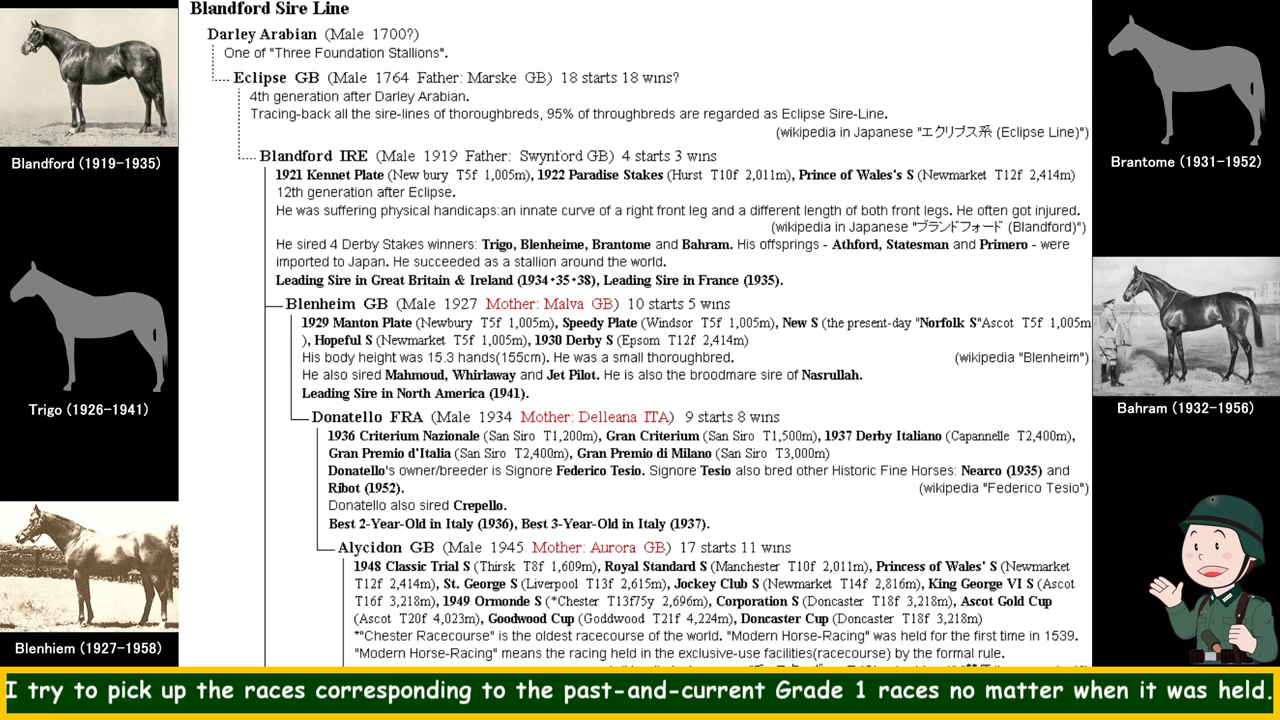 Blandford Sire Line
Darley Arabian (Male 1700?)
One of "Three Foundation Stallions".
Eclipse GB (Male 1764 Father: Marske GB) 18 starts 18 wins?
4th generation after Darley Arabian.
Tracing-back all the sire-lines of thoroughbreds, 95% of throughbreds are regarded as Eclipse Sire-Line.
(wikipedia in Japanese "エクリプス系 (Eclipse Line)")
Blandford IRE (Male 1919 Father: Swynford GB) 4 starts 3 wins
1921 Kennet Plate (New bury T5f 1,005m), 1922 Paradise Stakes (Hurst T10f 2,011m), Prince of Wales's S (Newmarket T12f 2,414m)
12th generation after Eclipse.
He was suffering physical handicaps:an innate curve of a right front leg and a different length of both front legs. He often got injured.
(wikipedia in Japanese "ブランドフォード (Blandford)")
He sired 4 Derby Stakes winners: Trigo, Blenheime, Brantome and Bahram. His offsprings - Athford, Statesman and Primero - were
imported to Japan. He succeeded as a stallion around the world.
Leading Sire in Great Britain & Ireland (1934･35･38), Leading Sire in France (1935).
Blenheim GB (Male 1927 Mother: Malva GB) 10 starts 5 wins
1929 Manton Plate (Newbury T5f 1,005m), Speedy Plate (Windsor T5f 1,005m), New S (the present-day "Norfolk S"Ascot T5f 1,005m
), Hopeful S (Newmarket T5f 1,005m), 1930 Derby S (Epsom T12f 2,414m)
His body height was 15.3 hands(155cm). He was a small thoroughbred. (wikipedia "Blenheim")
He also sired Mahmoud, Whirlaway and Jet Pilot. He is also the broodmare sire of Nasrullah.
Leading Sire in North America (1941).
Donatello FRA (Male 1934 Mother: Delleana ITA) 9 starts 8 wins
1936 Criterium Nazionale (San Siro T1,200m), Gran Criterium (San Siro T1,500m), 1937 Derby Italiano (Capannelle T2,400m),
Gran Premio d'Italia (San Siro T2,400m), Gran Premio di Milano (San Siro T3,000m)
Donatello's owner/breeder is Signore Federico Tesio. Signore Tesio also bred other Historic Fine Horses: Nearco (1935) and
Ribot (1952). (wikipedia "Federico Tesio")
Donatello also sired Crepello.
Best 2-Year-Old in Italy (1936), Best 3-Year-Old in Italy (1937).
Alycidon GB (Male 1945 Mother: Aurora GB) 17 starts 11 wins
1948 Classic Trial S (Thirsk T8f 1,609m), Royal Standard S (Manchester T10f 2,011m), Princess of Wales' S (Newmarket
T12f 2,414m), St. George S (Liverpool T13f 2,615m), Jockey Club S (Newmarket T14f 2,816m), King George VI S (Ascot
T16f 3,218m), 1949 Ormonde S (*Chester T13f75y 2,696m), Corporation S (Doncaster T18f 3,218m), Ascot Gold Cup
(Ascot T20f 4,023m), Goodwood Cup (Goddwood T21f 4,224m), Doncaster Cup (Doncaster T18f 3,218m)
*"Chester Racecourse" is the oldest racecourse of the world. "Modern Horse-Racing" was held for the first time in 1539.
"Modern Horse-Racing" means the racing held in the exclusive-use facilities(racecourse) by the formal rule.
Blandford (1919-1935)
Trigo (1926-1941)
Blenhiem (1927-1958)
Brantome (1931-1952)
Bahram (1932-1956)
I try to pick up the races corresponding to the past-and-current Grade 1 races no matter when it was held.